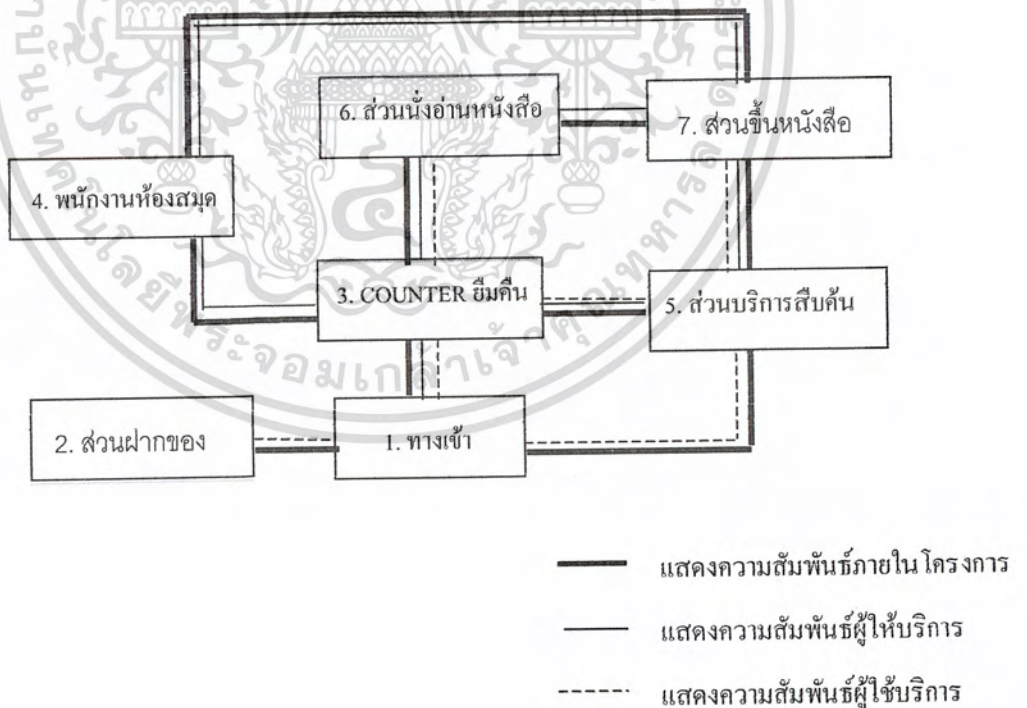 6. ส่วนนั่งอ่านหนังสือ
7. ส่วนขึ้นหนังสือ
4. พนักงานห้องสมุด
3. COUNTER ยืมคืน
5. ส่วนบริการสืบค้น
2. ส่วนฝากของ
1. ทางเข้า
แสดงความสัมพันธ์ภายในโครงการ
แสดงความสัมพันธ์ผู้ให้บริการ
แสดงความสัมพันธ์ผู้ใช้บริการ